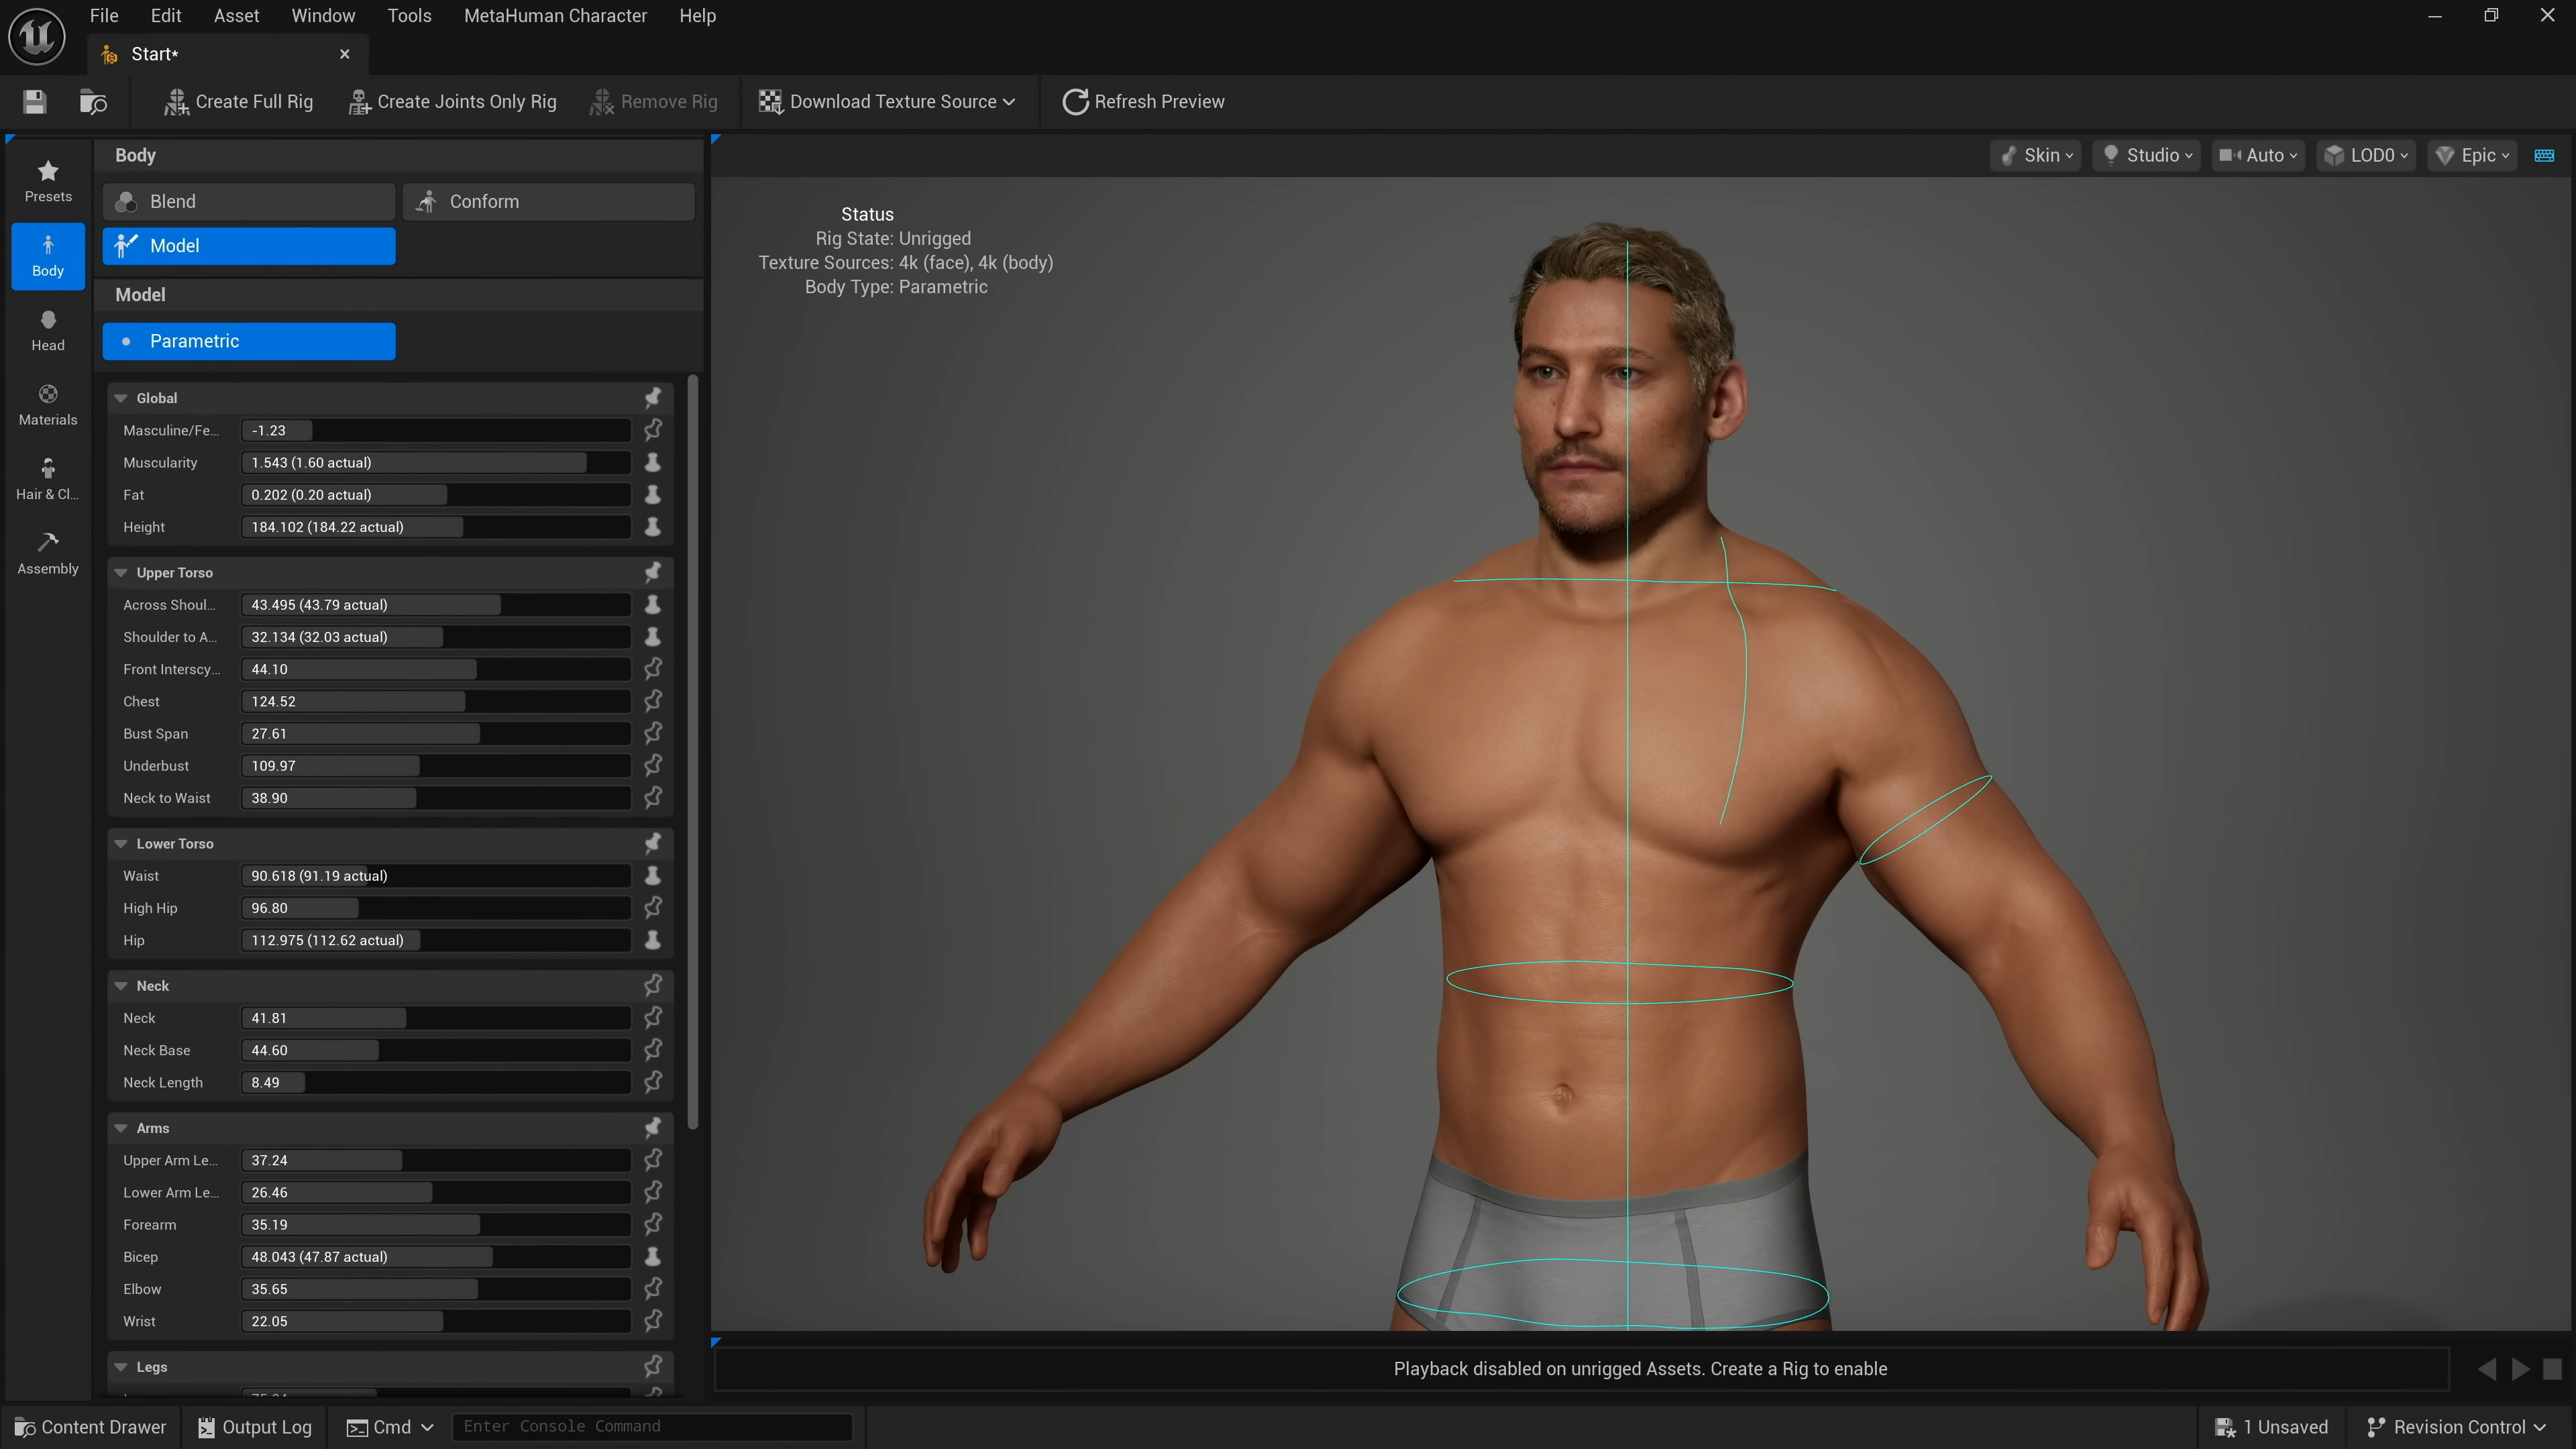 File Edit Asset Window Tools MetaHuman Character Help
Start*
Create Full Rig Create Joints Only Rig Remove Rig Download Texture Source Refresh Preview
Presets
Body
Head
Materials
Hair & Cl...
Assembly
Body
Blend Conform
Model
Model
Parametric
Global
Masculine/Fe... -1.23
Muscularity 1.543 (1.60 actual)
Fat 0.202 (0.20 actual)
Height 184.102 (184.22 actual)
Upper Torso
Across Shoul... 43.495 (43.79 actual)
Shoulder to A... 32.134 (32.03 actual)
Front Interscy... 44.10
Chest 124.52
Bust Span 27.61
Underbust 109.97
Neck to Waist 38.90
Lower Torso
Waist 90.618 (91.19 actual)
High Hip 96.80
Hip 112.975 (112.62 actual)
Neck
Neck 41.81
Neck Base 44.60
Neck Length 8.49
Arms
Upper Arm Le... 37.24
Lower Arm Le... 26.46
Forearm 35.19
Bicep 48.043 (47.87 actual)
Elbow 35.65
Wrist 22.05
Legs
Skin Studio Auto LOD0 Epic
Status
Rig State: Unrigged
Texture Sources: 4k (face), 4k (body)
Body Type: Parametric
Playback disabled on unrigged Assets. Create a Rig to enable
Content Drawer Output Log Cmd Enter Console Command 1 Unsaved Revision Control